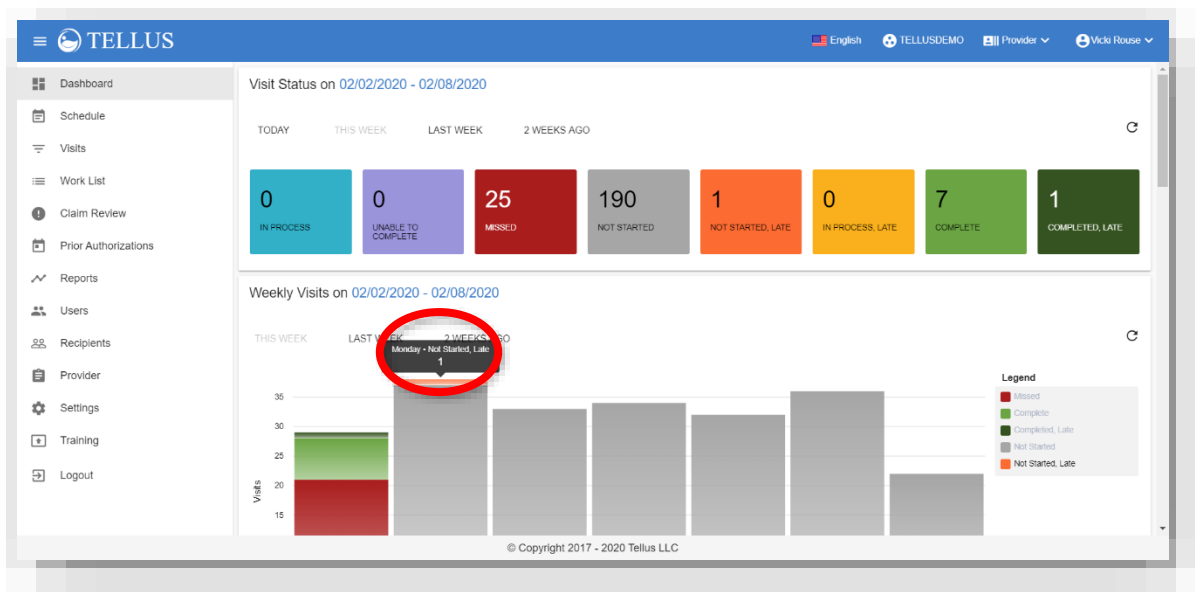 TELLUS
English TELLUSDEMO Provider Vicki Rouse
Dashboard
Schedule
Visits
Work List
Claim Review
Prior Authorizations
Reports
Users
Recipients
Provider
Settings
Training
Logout
Visit Status on 02/02/2020 - 02/08/2020
TODAY THIS WEEK LAST WEEK 2 WEEKS AGO
0
IN PROCESS
0
UNABLE TO
COMPLETE
25
MISSED
190
NOT STARTED
1
NOT STARTED, LATE
0
IN PROCESS, LATE
7
COMPLETE
1
COMPLETED, LATE
Weekly Visits on 02/02/2020 - 02/08/2020
THIS WEEK LAST WEEK 2 WEEKS AGO
Monday • Not Started, Late
1
35
30
25
20
15
Visits
Legend
Missed
Complete
Completed, Late
Not Started
Not Started, Late
© Copyright 2017 - 2020 Tellus LLC